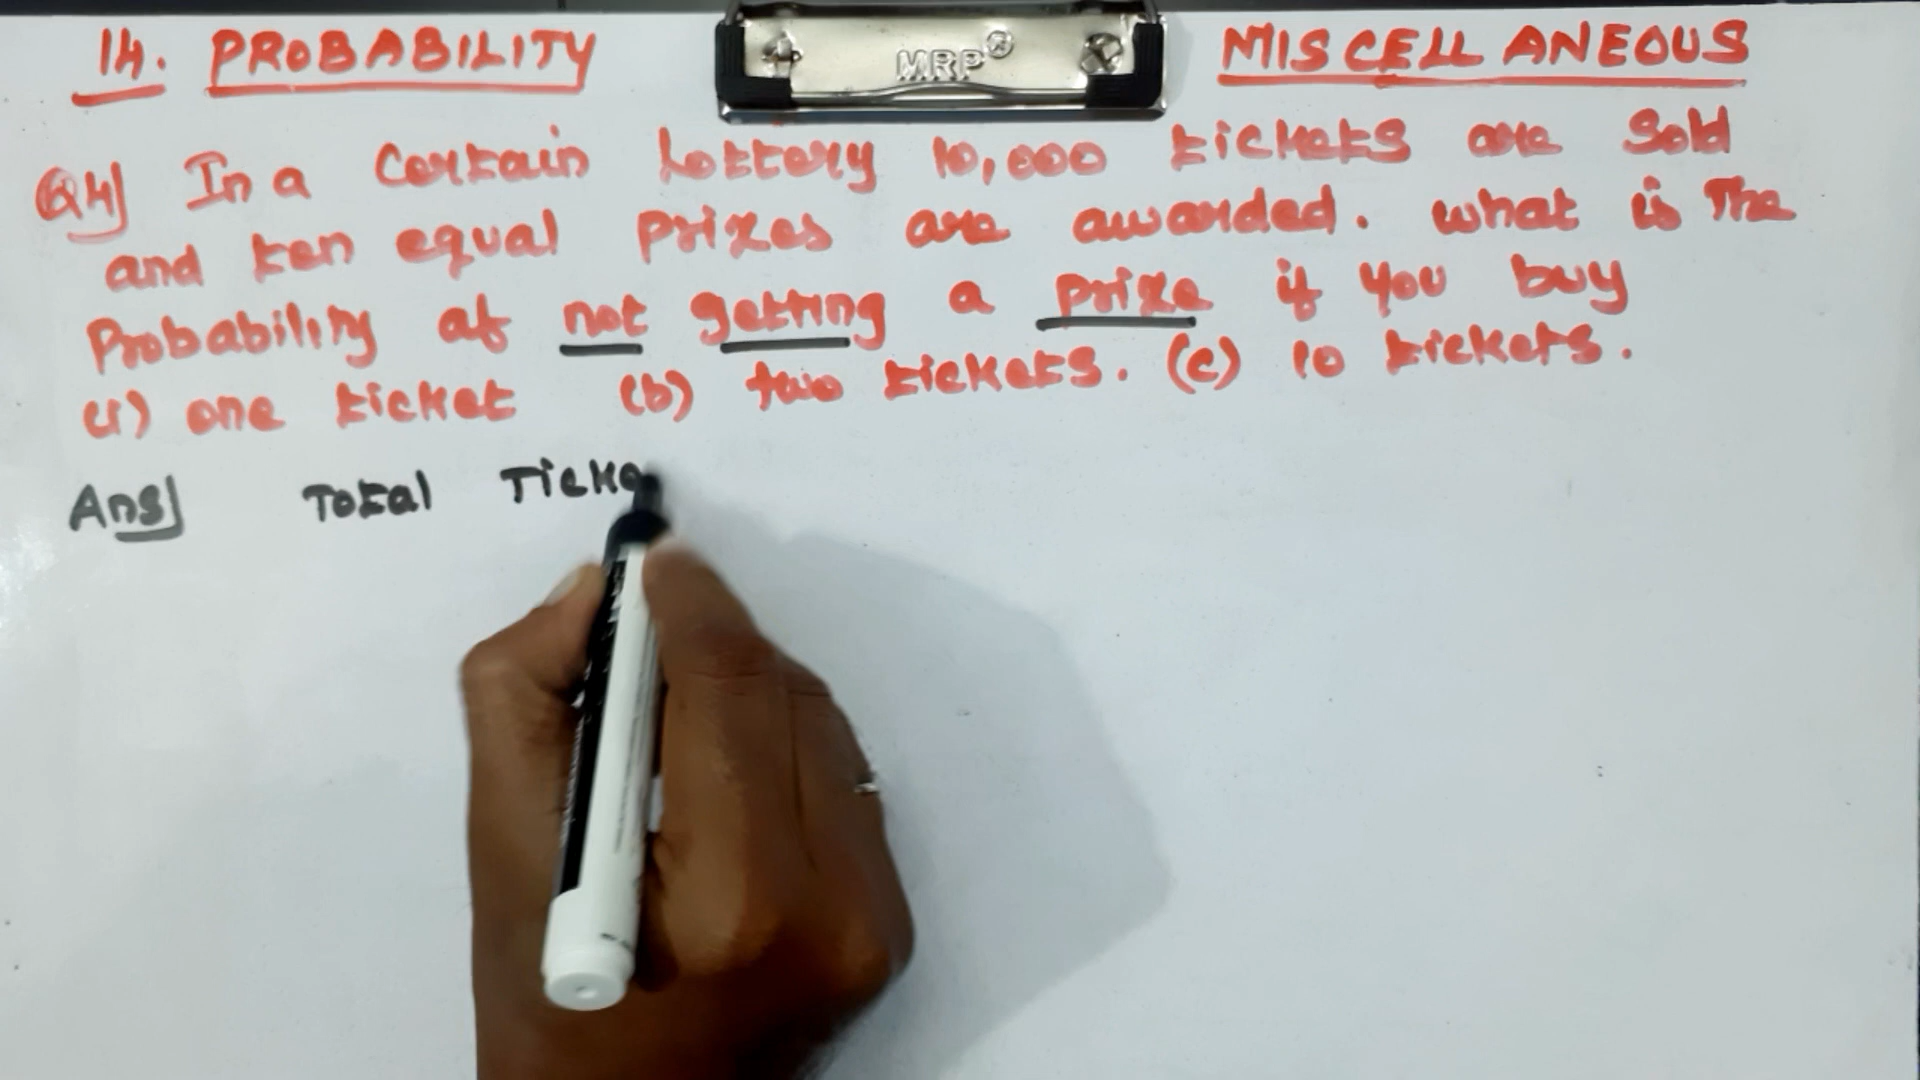 14. PROBABILITY
MRP®
MISCELLANEOUS
Q4] In a certain Lottery 10,000 tickets are sold
and ten equal prizes are awarded. what is the
Probability of not getting a prize if you buy
(a) one ticket (b) two tickets. (c) 10 tickets.
Ans] Total Ticke